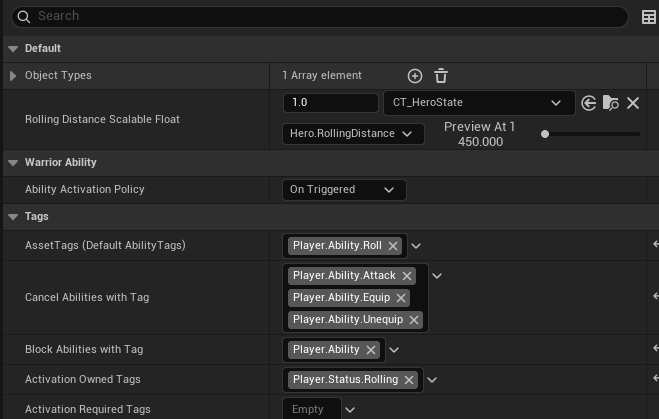 Search
Default
Object Types 1 Array element
Rolling Distance Scalable Float 1.0 CT_HeroState
Hero.RollingDistance Preview At 1
450.000
Warrior Ability
Ability Activation Policy On Triggered
Tags
AssetTags (Default AbilityTags) Player.Ability.Roll
Cancel Abilities with Tag Player.Ability.Attack
Player.Ability.Equip
Player.Ability.Unequip
Block Abilities with Tag Player.Ability
Activation Owned Tags Player.Status.Rolling
Activation Required Tags Empty